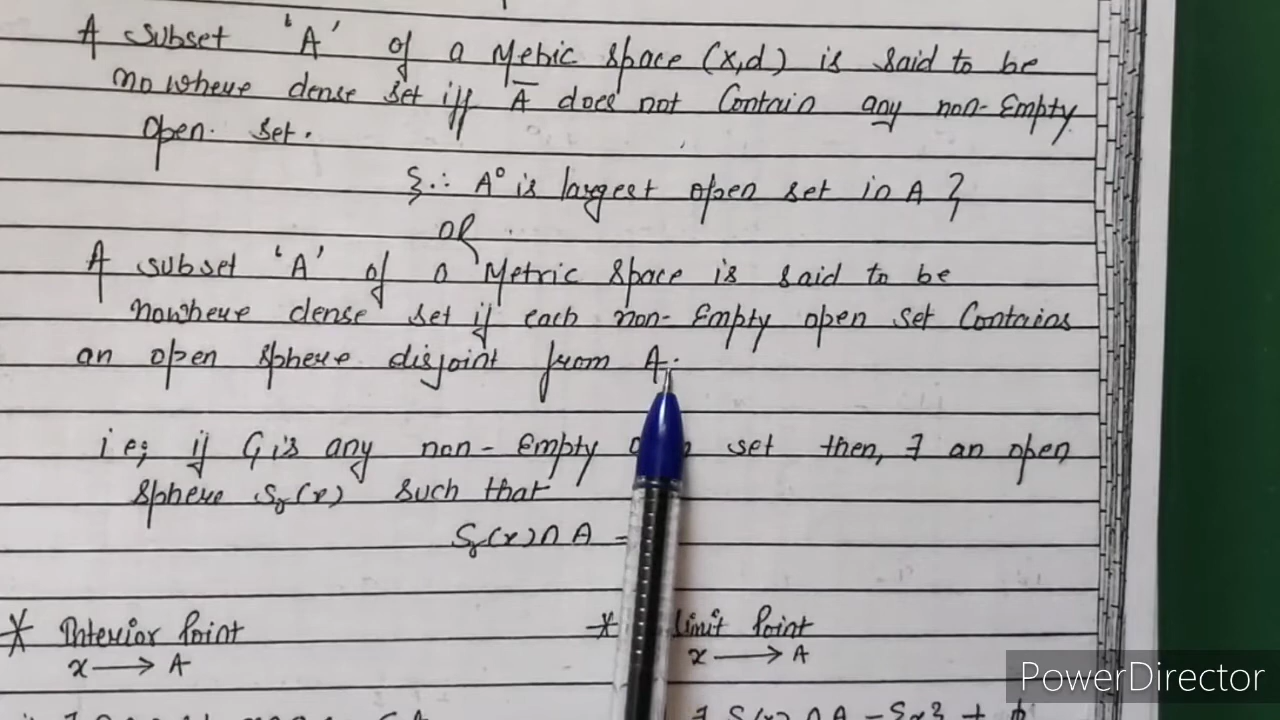 A subset 'A' of a Metric Space (X,d) is said to be
nowhere dense set iff A̅ does not Contain any non-Empty
open. set.
{∴ A° is largest open set in A}
OR
A subset 'A' of a Metric Space is said to be
nowhere dense set if each non-Empty open set Contains
an open sphere disjoint from A.
i.e; if G is any non-Empty set then, ∃ an open
sphere Sᵣ(x) such that
Sᵣ(x) ∩ A =
* Interior Point * Limit Point
x ⟶ A x ⟶ A
PowerDirector